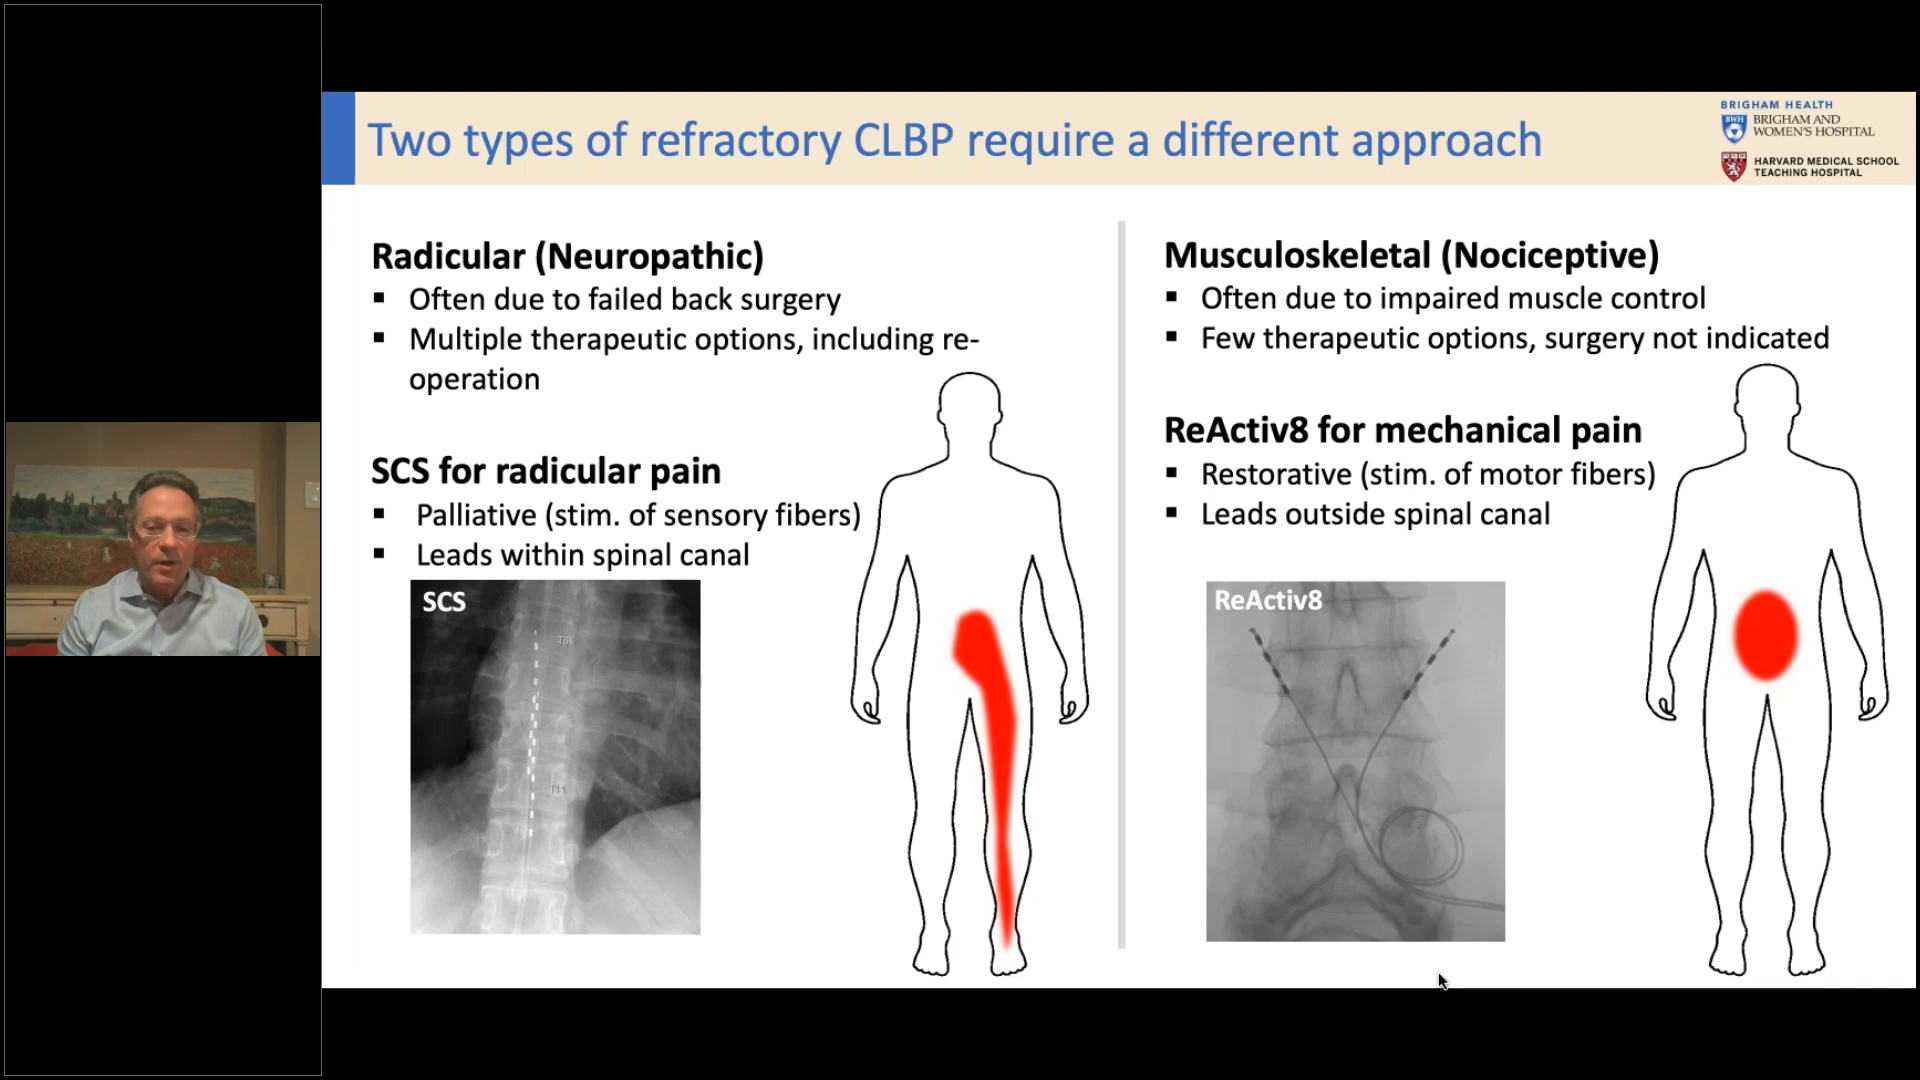 Two types of refractory CLBP require a different approach
BRIGHAM HEALTH
BWH
BRIGHAM AND
WOMEN'S HOSPITAL
HARVARD MEDICAL SCHOOL
TEACHING HOSPITAL
Radicular (Neuropathic)
▪ Often due to failed back surgery
▪ Multiple therapeutic options, including re-
operation
SCS for radicular pain
▪ Palliative (stim. of sensory fibers)
▪ Leads within spinal canal
SCS
T8
T11
Musculoskeletal (Nociceptive)
▪ Often due to impaired muscle control
▪ Few therapeutic options, surgery not indicated
ReActiv8 for mechanical pain
▪ Restorative (stim. of motor fibers)
▪ Leads outside spinal canal
ReActiv8